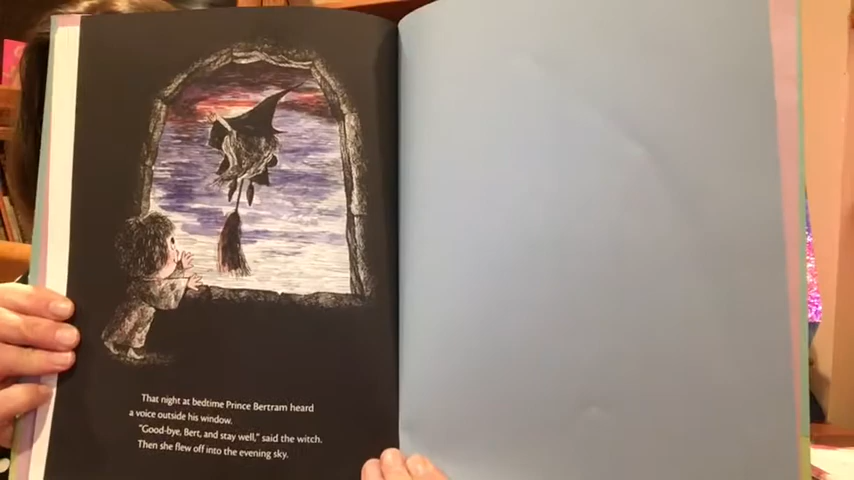 That night at bedtime Prince Bertram heard
a voice outside his window.
"Good-bye, Bert, and stay well," said the witch.
Then she flew off into the evening sky.